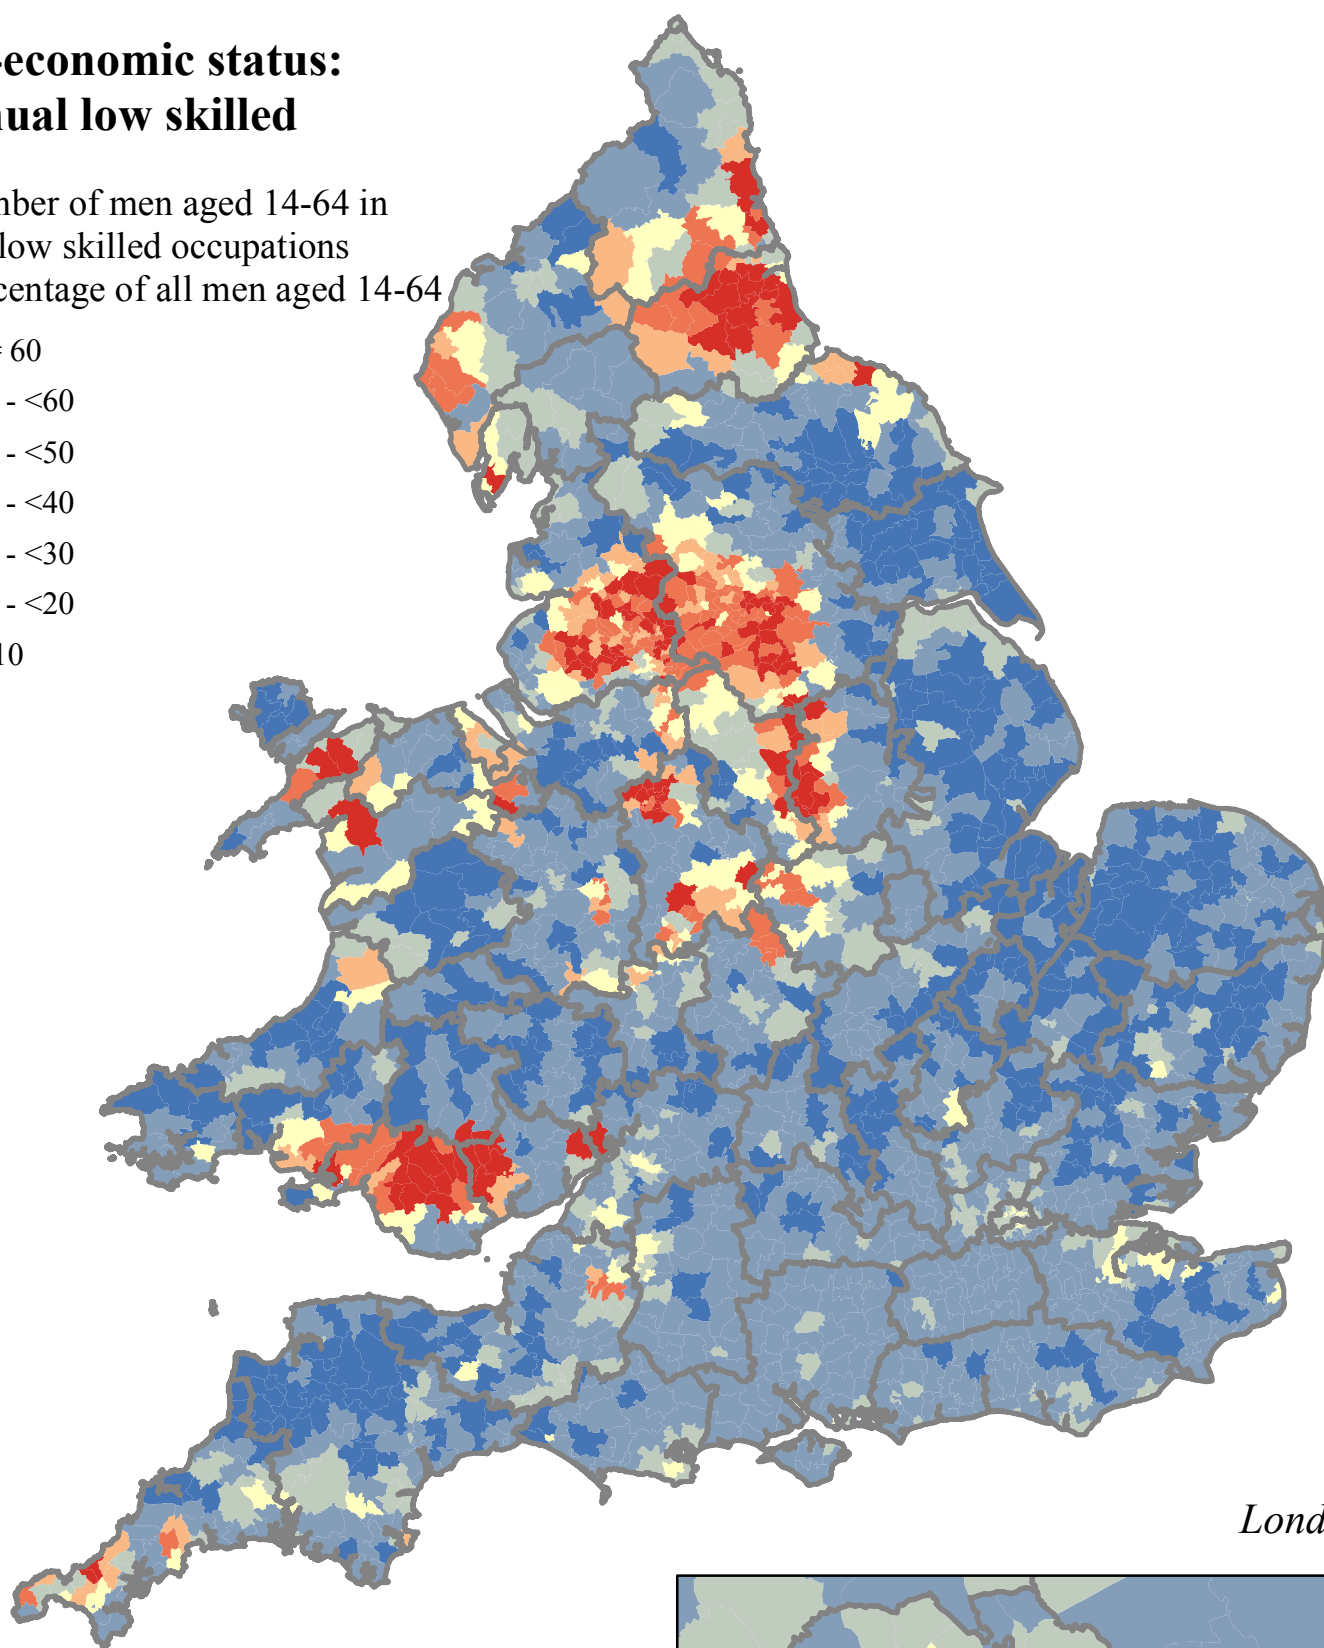 -economic status:
nual low skilled
nber of men aged 14-64 in
low skilled occupations
centage of all men aged 14-64
= 60
- <60
- <50
- <40
- <30
- <20
10
Lond